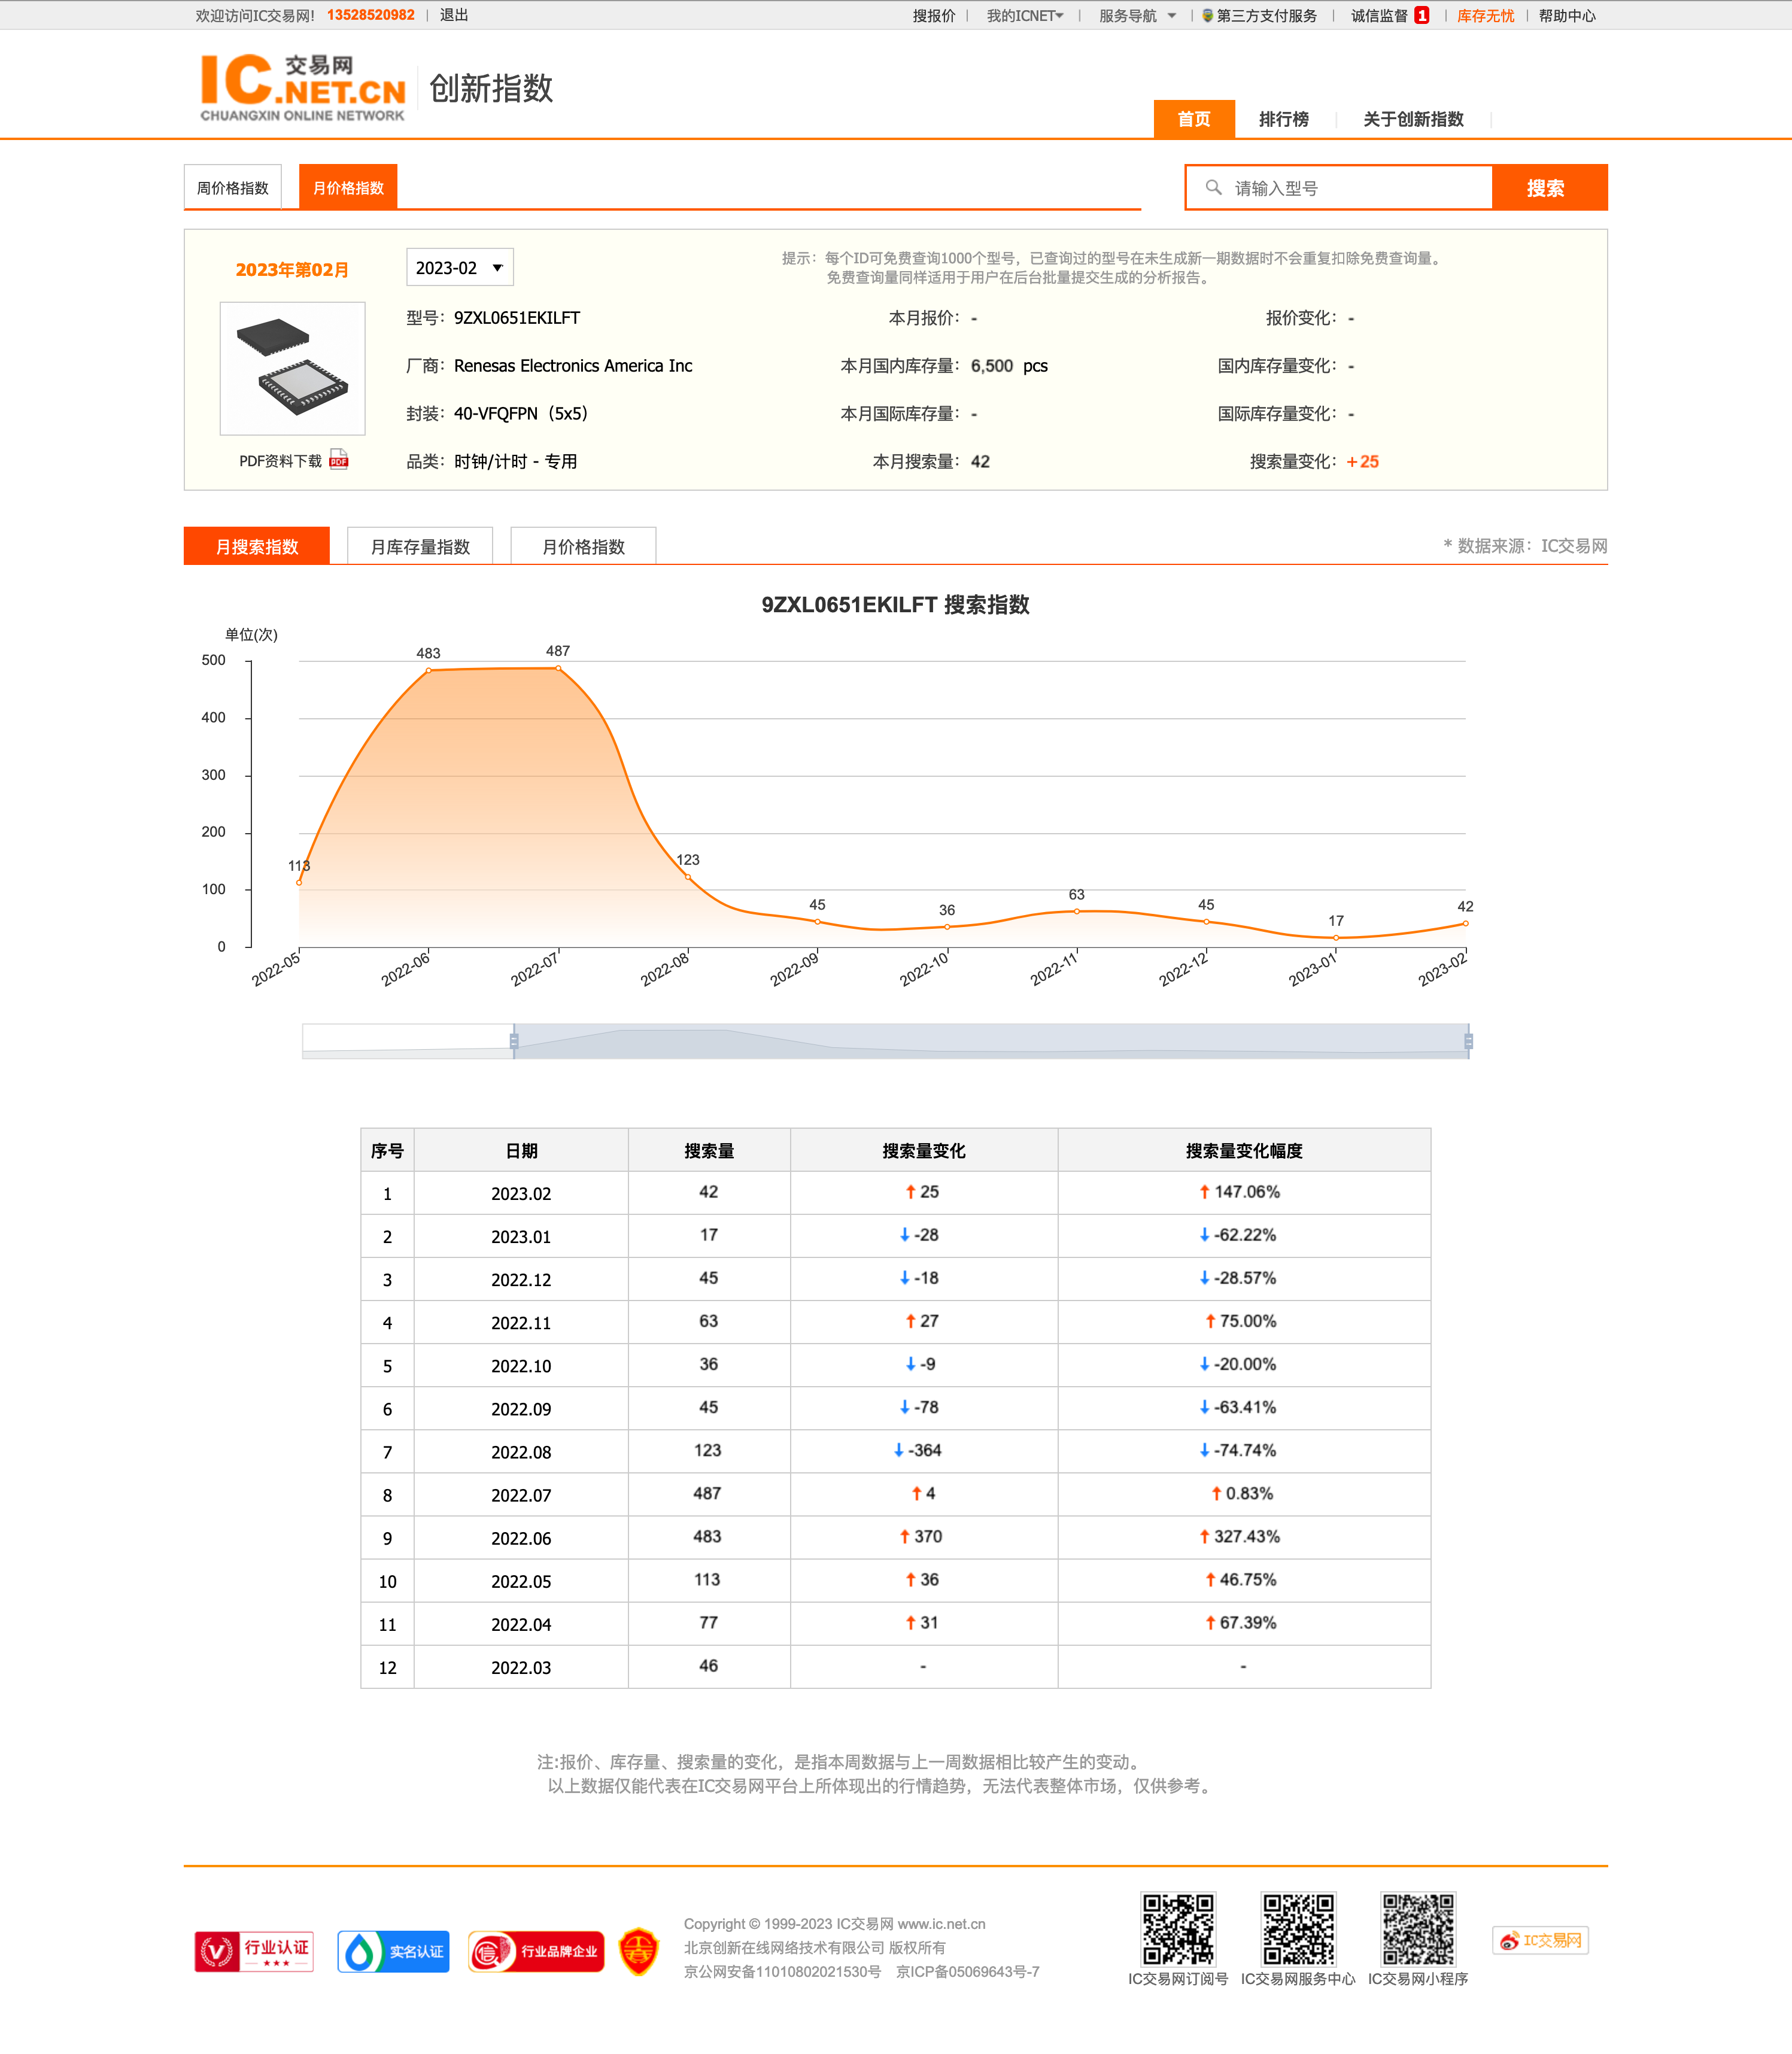 欢迎访问IC交易网! 13528520982 | 退出 搜报价 | 我的ICNET | 服务导航 | 第三方支付服务 | 诚信监督 1 | 库存无忧 | 帮助中心
IC 交易网
.NET.CN
CHUANGXIN ONLINE NETWORK
创新指数
首页 排行榜 关于创新指数
周价格指数 月价格指数 请输入型号 搜索
2023年第02月 2023-02
提示：每个ID可免费查询1000个型号，已查询过的型号在未生成新一期数据时不会重复扣除免费查询量。
免费查询量同样适用于用户在后台批量提交生成的分析报告。
型号：9ZXL0651EKILFT 本月报价：- 报价变化：-
厂商：Renesas Electronics America Inc 本月国内库存量：6,500 pcs 国内库存量变化：-
封装：40-VFQFPN（5x5） 本月国际库存量：- 国际库存量变化：-
PDF资料下载 PDF 品类：时钟/计时 - 专用 本月搜索量：42 搜索量变化：+25
月搜索指数 月库存量指数 月价格指数 * 数据来源：IC交易网
9ZXL0651EKILFT 搜索指数
单位(次)
500
400
300
200
100
0
113 483 487 123 45 36 63 45 17 42
2022-05 2022-06 2022-07 2022-08 2022-09 2022-10 2022-11 2022-12 2023-01 2023-02
序号 日期 搜索量 搜索量变化 搜索量变化幅度
1 2023.02 42 ↑ 25 ↑ 147.06%
2 2023.01 17 ↓ -28 ↓ -62.22%
3 2022.12 45 ↓ -18 ↓ -28.57%
4 2022.11 63 ↑ 27 ↑ 75.00%
5 2022.10 36 ↓ -9 ↓ -20.00%
6 2022.09 45 ↓ -78 ↓ -63.41%
7 2022.08 123 ↓ -364 ↓ -74.74%
8 2022.07 487 ↑ 4 ↑ 0.83%
9 2022.06 483 ↑ 370 ↑ 327.43%
10 2022.05 113 ↑ 36 ↑ 46.75%
11 2022.04 77 ↑ 31 ↑ 67.39%
12 2022.03 46 - -
注:报价、库存量、搜索量的变化，是指本周数据与上一周数据相比较产生的变动。
以上数据仅能代表在IC交易网平台上所体现出的行情趋势，无法代表整体市场，仅供参考。
行业认证
实名认证
信 行业品牌企业
Copyright © 1999-2023 IC交易网 www.ic.net.cn
北京创新在线网络技术有限公司 版权所有
京公网安备11010802021530号 京ICP备05069643号-7
IC交易网订阅号 IC交易网服务中心 IC交易网小程序
IC交易网